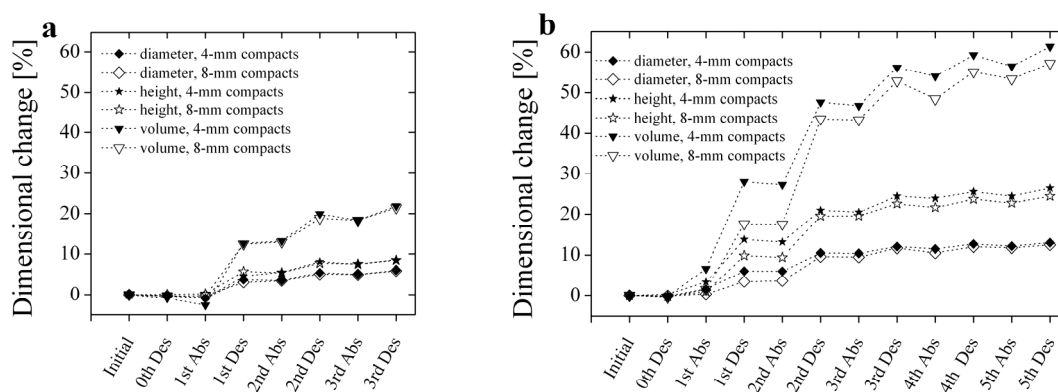 a
Dimensional change [%]
60
50
40
30
20
10
0
diameter, 4-mm compacts
diameter, 8-mm compacts
height, 4-mm compacts
height, 8-mm compacts
volume, 4-mm compacts
volume, 8-mm compacts
Initial
0th Des
1st Abs
1st Des
2nd Abs
2nd Des
3rd Abs
3rd Des
b
Dimensional change [%]
60
50
40
30
20
10
0
diameter, 4-mm compacts
diameter, 8-mm compacts
height, 4-mm compacts
height, 8-mm compacts
volume, 4-mm compacts
volume, 8-mm compacts
Initial
0th Des
1st Abs
1st Des
2nd Abs
2nd Des
3rd Abs
3rd Des
4th Abs
4th Des
5th Abs
5th Des